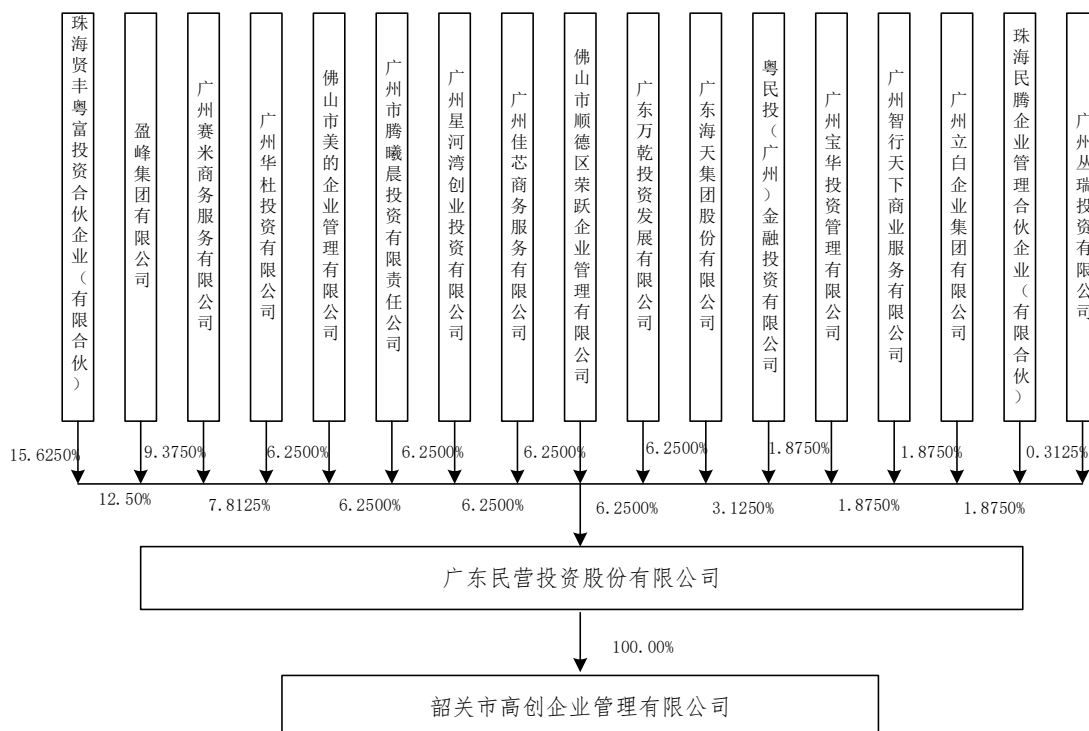 珠海贤丰粤富投资合伙企业（有限合伙）
盈峰集团有限公司
广州赛米商务服务有限公司
广州华杜投资有限公司
佛山市美的企业管理有限公司
广州市腾曦晨投资有限责任公司
广州星河湾创业投资有限公司
广州佳芯商务服务有限公司
佛山市顺德区荣跃企业管理有限公司
广东万乾投资发展有限公司
广东海天集团股份有限公司
粤民投（广州）金融投资有限公司
广州宝华投资管理有限公司
广州智行天下商业服务有限公司
广州立白企业集团有限公司
珠海民腾企业管理合伙企业（有限合伙）
广州丛瑞投资有限公司
15.6250%
9.3750%
6.2500%
6.2500%
6.2500%
6.2500%
1.8750%
1.8750%
0.3125%
12.50%
7.8125%
6.2500%
6.2500%
6.2500%
3.1250%
1.8750%
1.8750%
广东民营投资股份有限公司
100.00%
韶关市高创企业管理有限公司